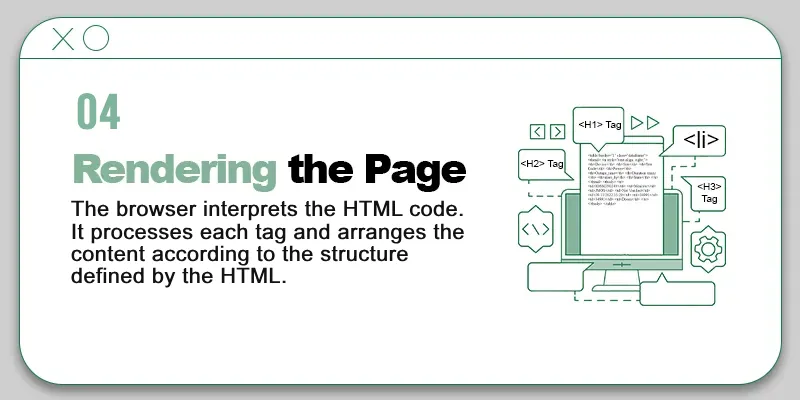 04
Rendering the Page
The browser interprets the HTML code.
It processes each tag and arranges the
content according to the structure
defined by the HTML.
<H1> Tag
<li>
<H2> Tag
<H3>
Tag